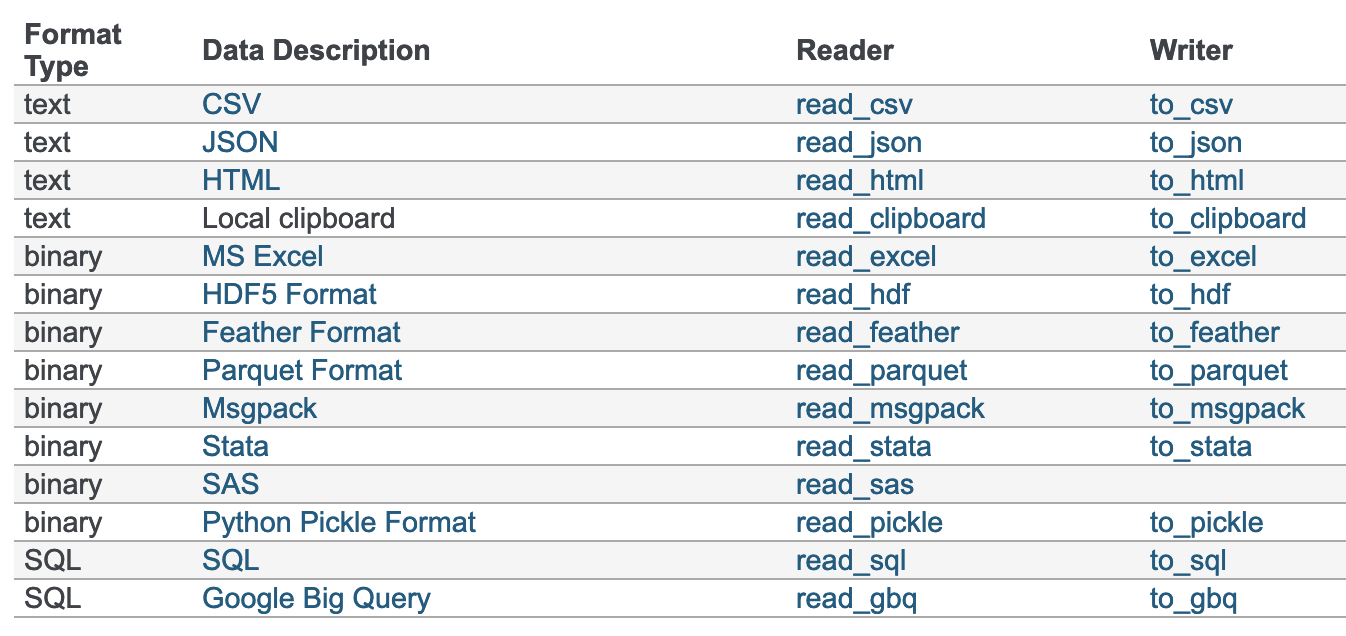 Format
Type Data Description Reader Writer
text CSV read_csv to_csv
text JSON read_json to_json
text HTML read_html to_html
text Local clipboard read_clipboard to_clipboard
binary MS Excel read_excel to_excel
binary HDF5 Format read_hdf to_hdf
binary Feather Format read_feather to_feather
binary Parquet Format read_parquet to_parquet
binary Msgpack read_msgpack to_msgpack
binary Stata read_stata to_stata
binary SAS read_sas
binary Python Pickle Format read_pickle to_pickle
SQL SQL read_sql to_sql
SQL Google Big Query read_gbq to_gbq